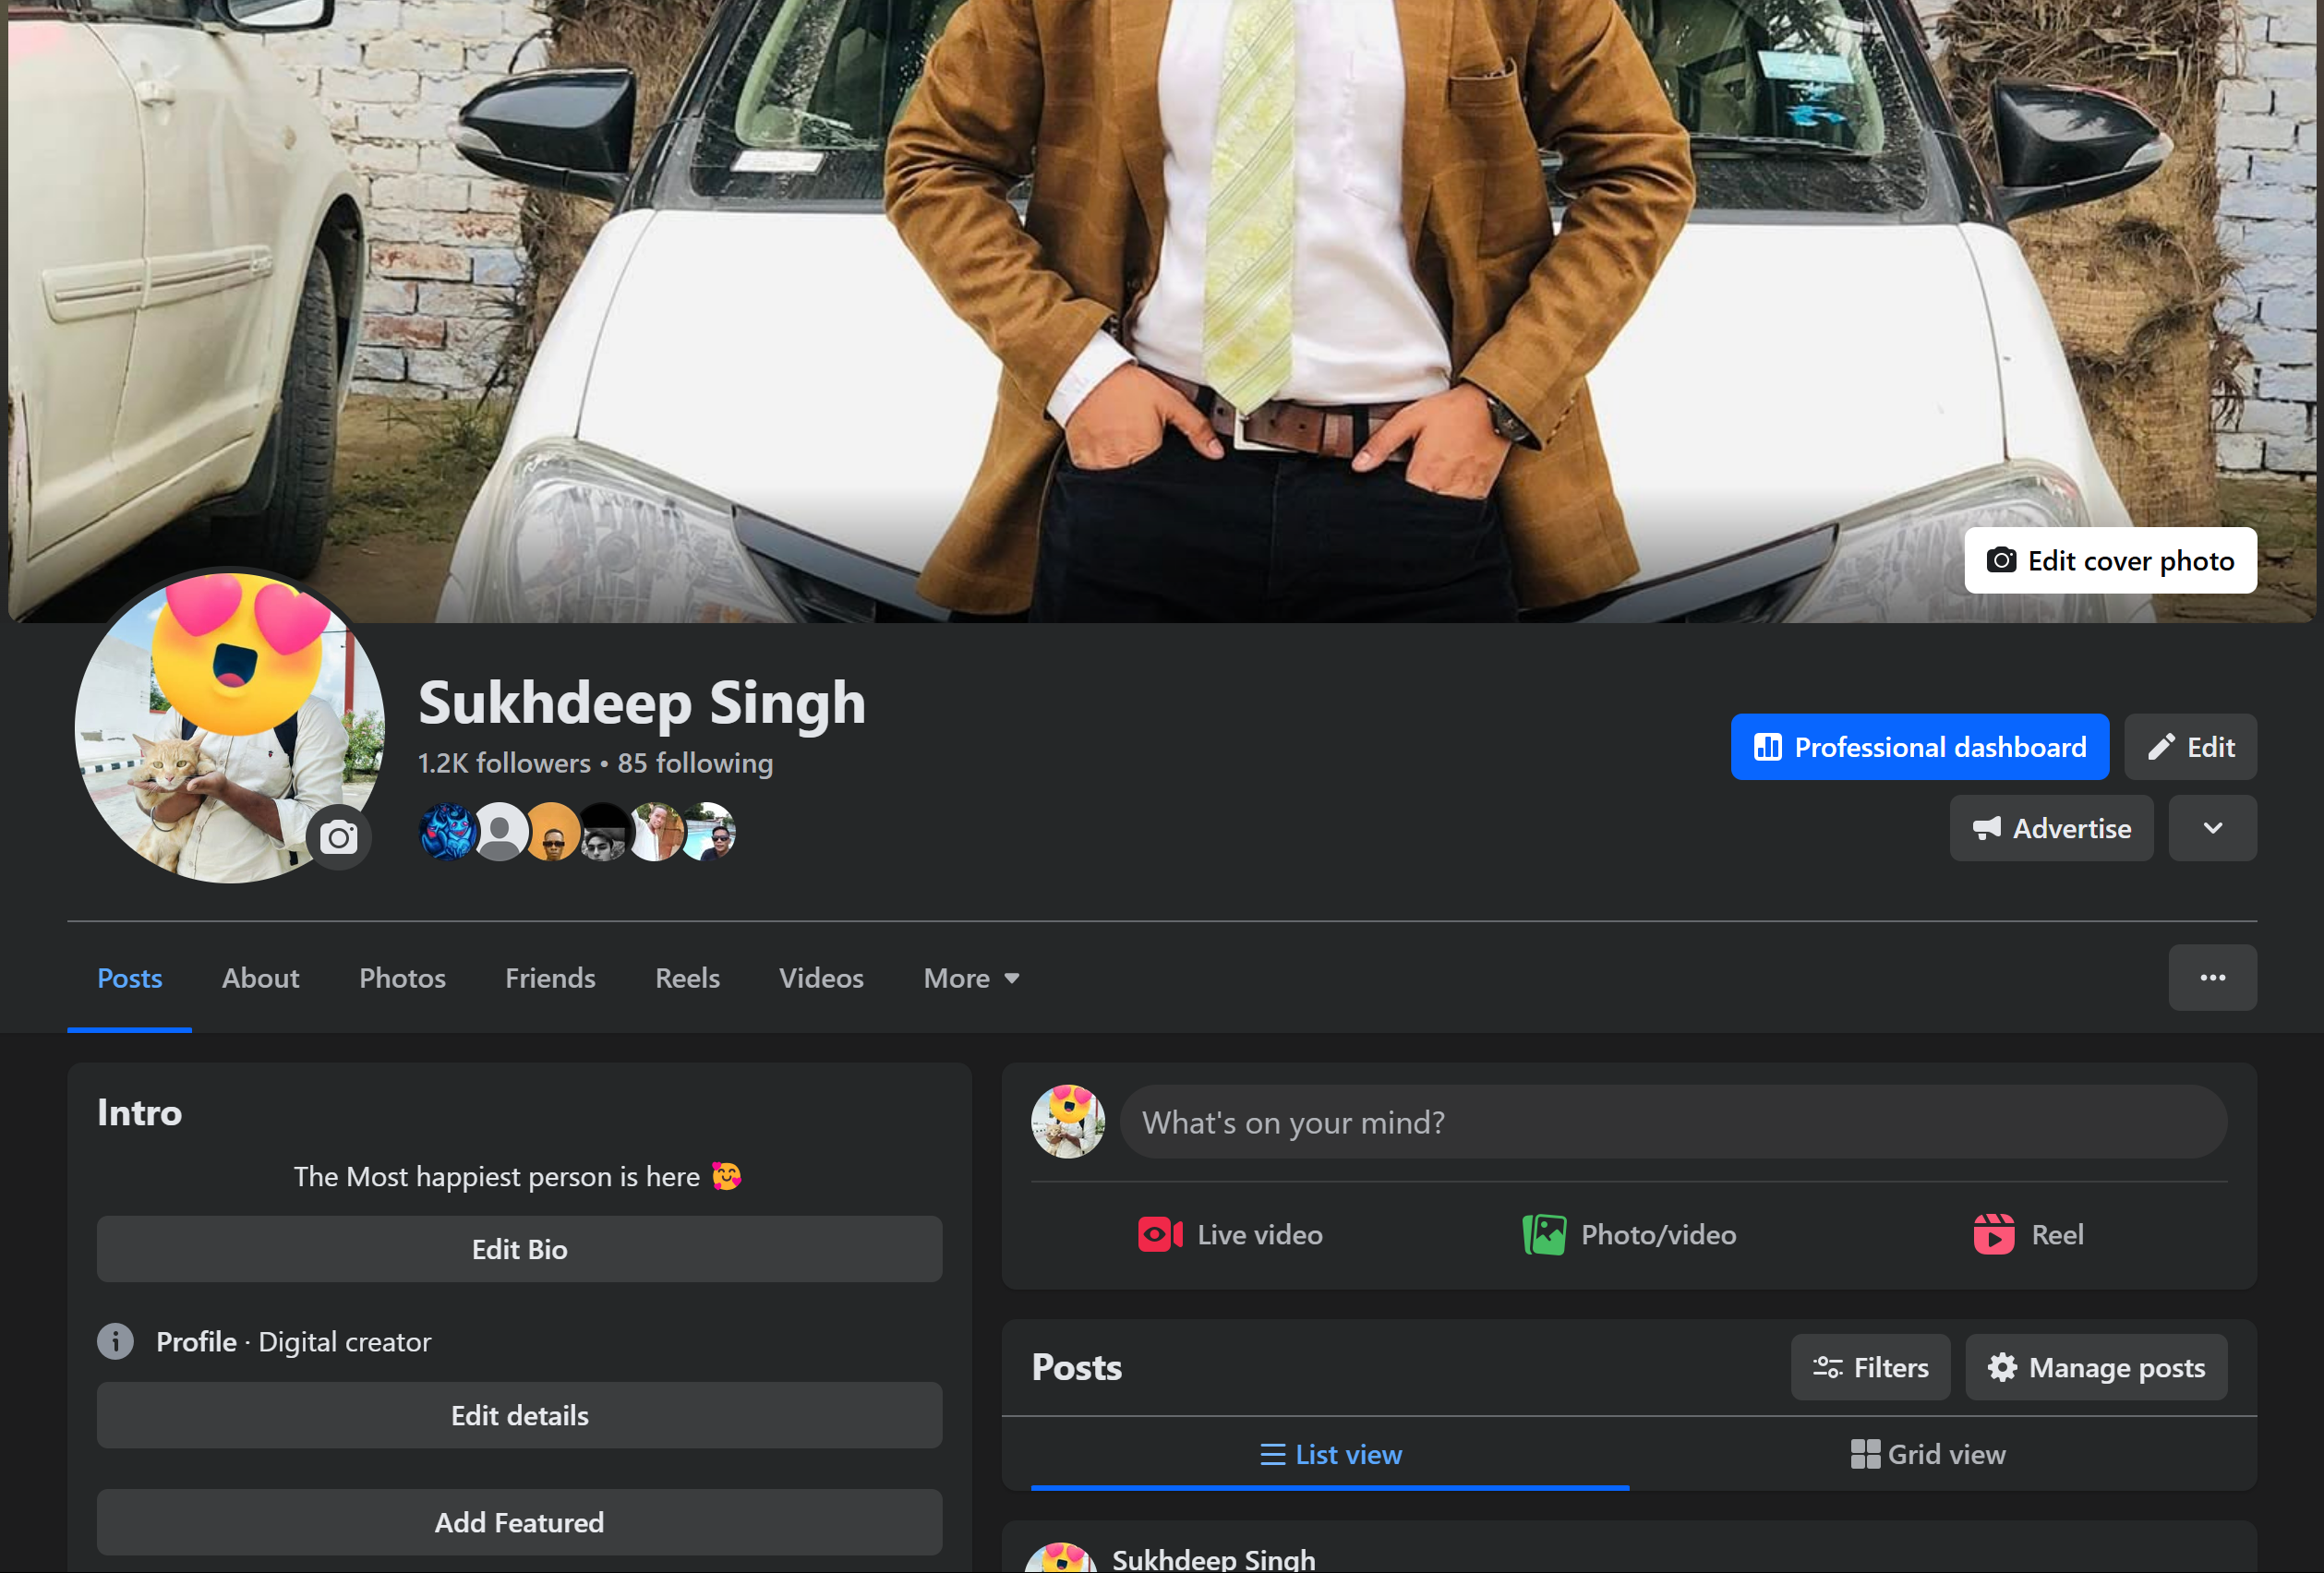 Edit cover photo
Sukhdeep Singh
1.2K followers • 85 following
Professional dashboard
Edit
Advertise
Posts
About
Photos
Friends
Reels
Videos
More
Intro
The Most happiest person is here 🥰
Edit Bio
Profile · Digital creator
Edit details
Add Featured
What's on your mind?
Live video
Photo/video
Reel
Posts
Filters
Manage posts
List view
Grid view
Sukhdeep Singh